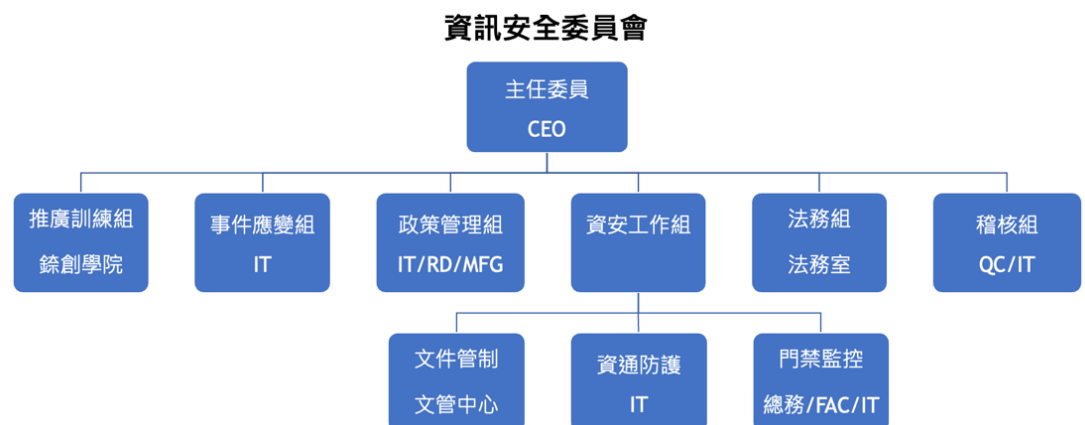 資訊安全委員會
主任委員
CEO
推廣訓練組
錼創學院
事件應變組
IT
政策管理組
IT/RD/MFG
資安工作組
法務組
法務室
稽核組
QC/IT
文件管制
文管中心
資通防護
IT
門禁監控
總務/FAC/IT